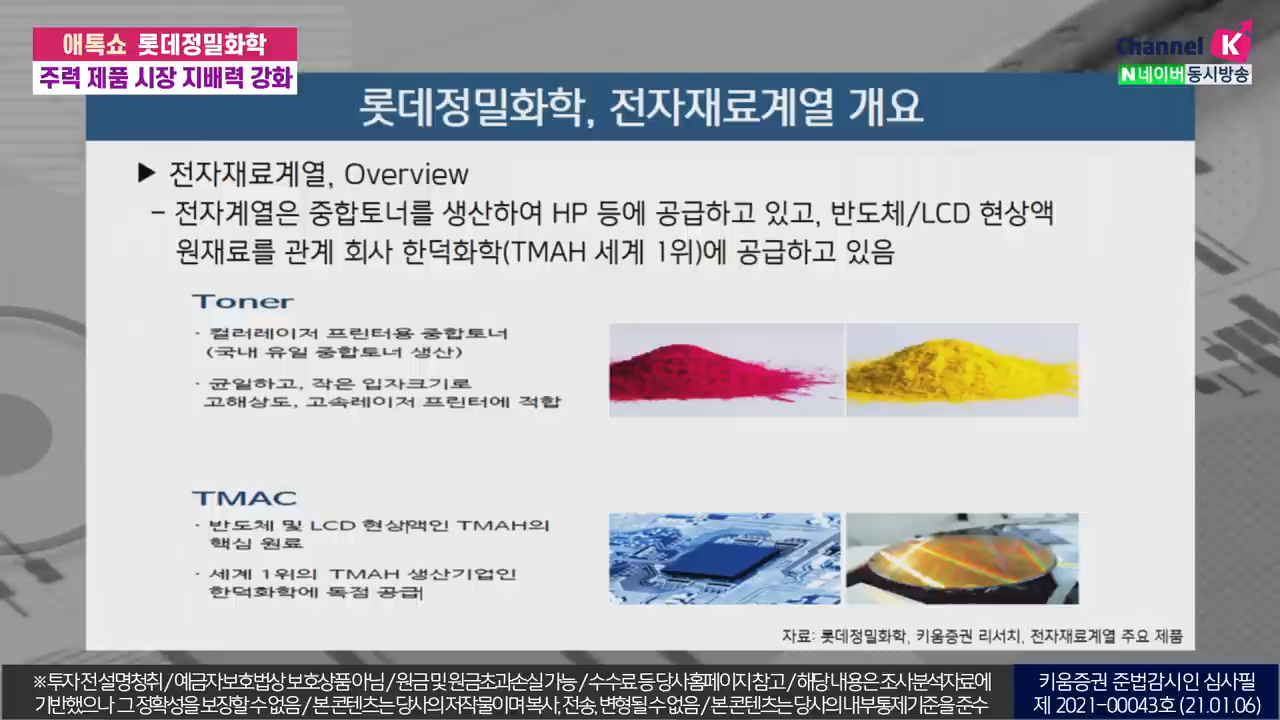 애톡쇼 롯데정밀화학
주력 제품 시장 지배력 강화
Channel K
N 네이버 동시방송
롯데정밀화학, 전자재료계열 개요
▶ 전자재료계열, Overview
- 전자계열은 중합토너를 생산하여 HP 등에 공급하고 있고, 반도체/LCD 현상액
원재료를 관계 회사 한덕화학(TMAH 세계 1위)에 공급하고 있음
Toner
· 컬러레이저 프린터용 중합토너
(국내 유일 중합토너 생산)
· 균일하고, 작은 입자크기로
고해상도, 고속레이저 프린터에 적합
TMAC
· 반도체 및 LCD 현상액인 TMAH의
핵심 원료
· 세계 1위의 TMAH 생산기업인
한덕화학에 독점 공급
자료: 롯데정밀화학, 키움증권 리서치, 전자재료계열 주요 제품
※ 투자 전 설명청취 / 예금자보호법상 보호상품 아님 / 원금 및 원금초과손실 가능 / 수수료 등 당사홈페이지 참고 / 해당 내용은 조사분석자료에
기반했으나 그 정확성을 보장할 수 없음 / 본 콘텐츠는 당사의 저작물이며 복사, 전송, 변형될 수 없음 / 본 콘텐츠는 당사의 내부통제기준을 준수
키움증권 준법감시인 심사필
제 2021-00043호 (21.01.06)